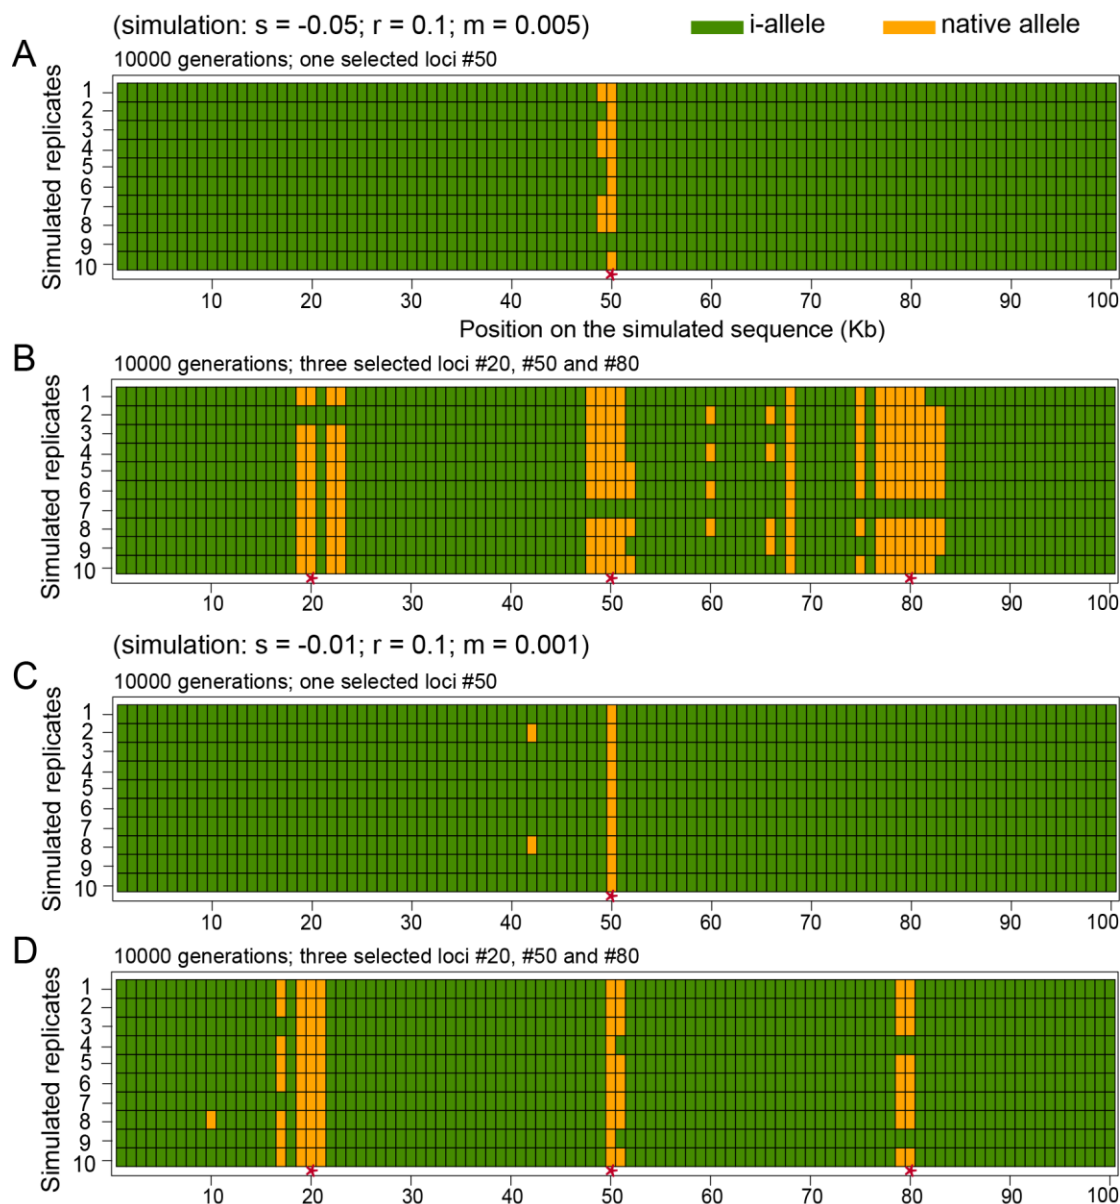 (simulation: s = -0.05; r = 0.1; m = 0.005) i-allele native allele
A
10000 generations; one selected loci #50
Simulated replicates
1
2
3
4
5
6
7
8
9
10
10 20 30 40 50 60 70 80 90 100
Position on the simulated sequence (Kb)
B
10000 generations; three selected loci #20, #50 and #80
Simulated replicates
1
2
3
4
5
6
7
8
9
10
10 20 30 40 50 60 70 80 90 100
(simulation: s = -0.01; r = 0.1; m = 0.001)
C
10000 generations; one selected loci #50
Simulated replicates
1
2
3
4
5
6
7
8
9
10
10 20 30 40 50 60 70 80 90 100
D
10000 generations; three selected loci #20, #50 and #80
Simulated replicates
1
2
3
4
5
6
7
8
9
10
10 20 30 40 50 60 70 80 90 100